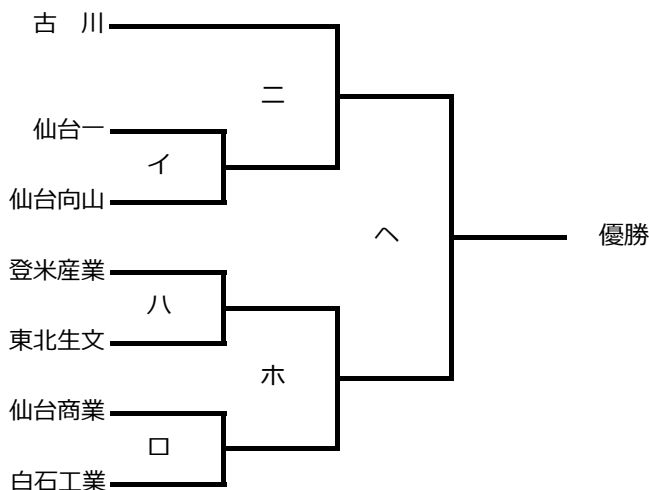 古　川
ニ
仙台一
イ
仙台向山
ヘ
優勝
登米産業
ハ
東北生文
ホ
仙台商業
ロ
白石工業